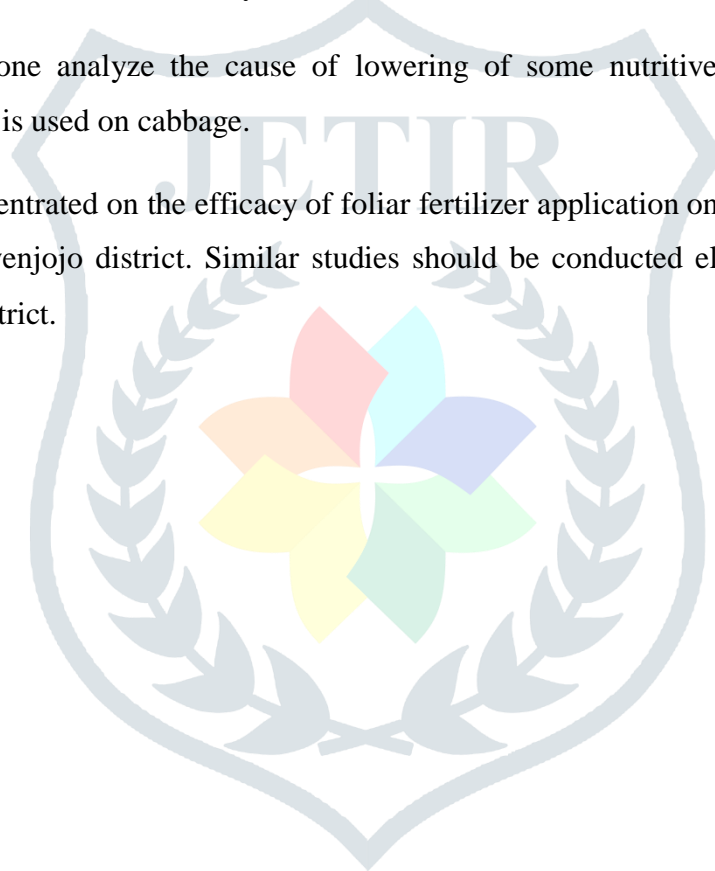 one analyze the cause of lowering of some nutritive
is used on cabbage.
JETIR
entrated on the efficacy of foliar fertilizer application on
enjojo district. Similar studies should be conducted el
trict.